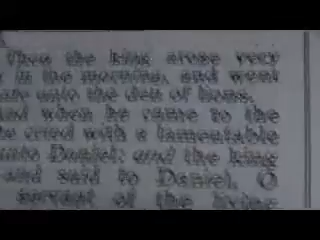 Then the king arose very
in the morning, and went
unto the den of lions.
And when he came to the
he cried with a lamentable
unto Daniel: and the king
and said to Daniel, O
servant of the living